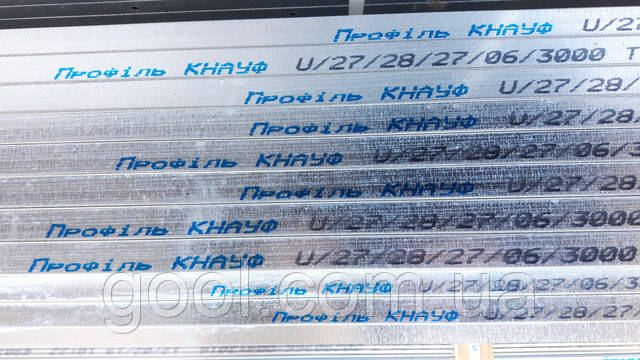 Профіль КНАУФ U/27
Профіль КНАУФ U/27/28/27/06/3000 T
Профіль КНАУФ U/27/28/
Профіль КНАУФ U/27/28/
Профіль КНАУФ U/27/28/27/06/3
Профіль КНАУФ U/27/28/
Профіль КНАУФ U/27/28/27/06/3000
Профіль КНАУФ U/27/28/27/06/3000
Профіль КНАУФ U/27/28/27/06/3
Профіль КНАУФ U/27/28/27/
gool.com.ua